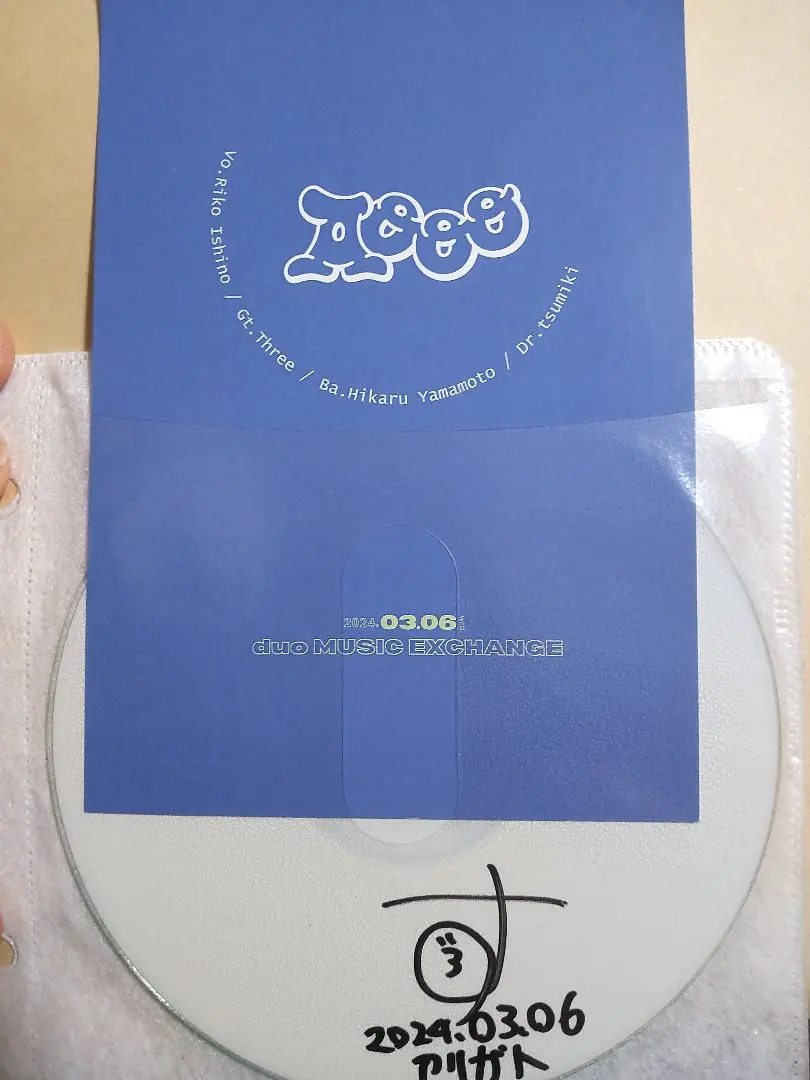 Aooo
Vo.Riko Ishino / Gt.Three / Ba.Hikaru Yamamoto / Dr.tsumiki
2024.03.06
duo MUSIC EXCHANGE
す
2024.03.06
アリガト